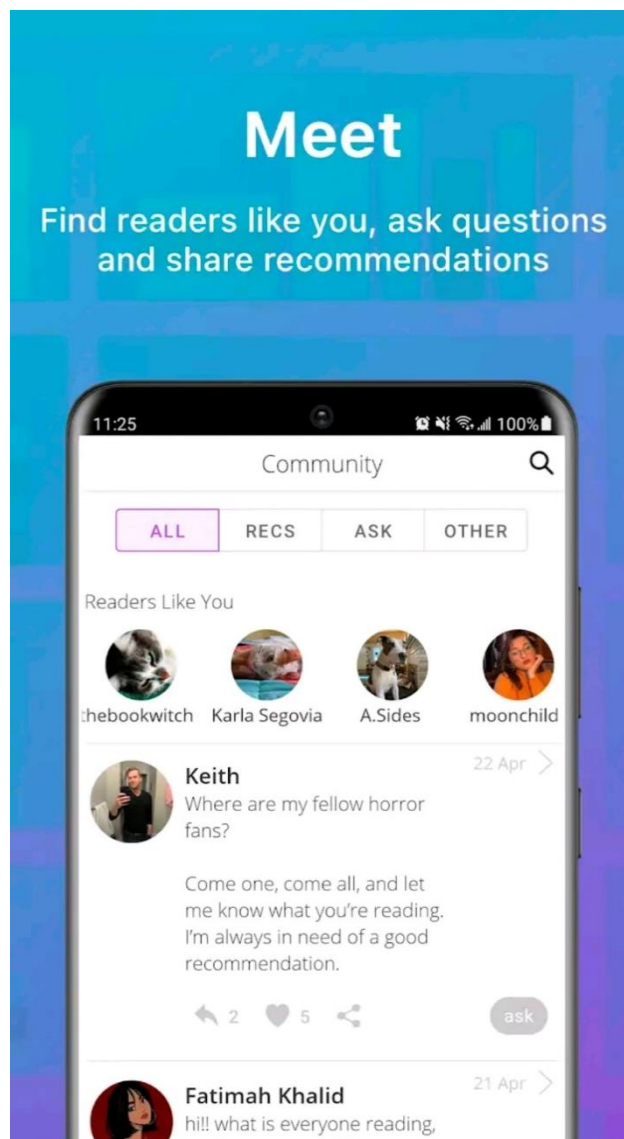 Meet
Find readers like you, ask questions
and share recommendations
11:25
100%
Community
ALL RECS ASK OTHER
Readers Like You
thebookwitch Karla Segovia A.Sides moonchild
Keith 22 Apr
Where are my fellow horror
fans?
Come one, come all, and let
me know what you're reading.
I'm always in need of a good
recommendation.
2 5 ask
Fatimah Khalid 21 Apr
hi!! what is everyone reading,